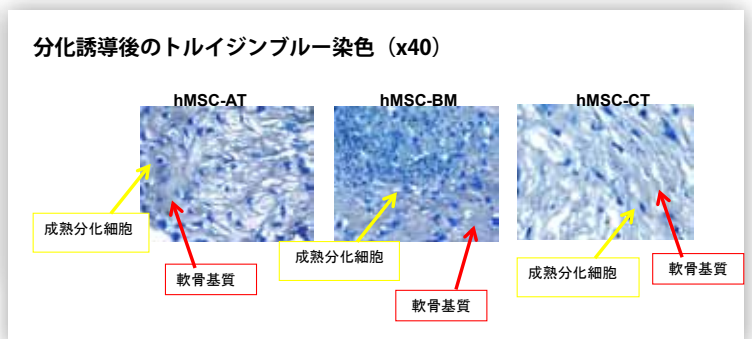 分化誘導後のトルイジンブルー染色（x40）
hMSC-AT
hMSC-BM
hMSC-CT
成熟分化細胞
軟骨基質
成熟分化細胞
軟骨基質
成熟分化細胞
軟骨基質